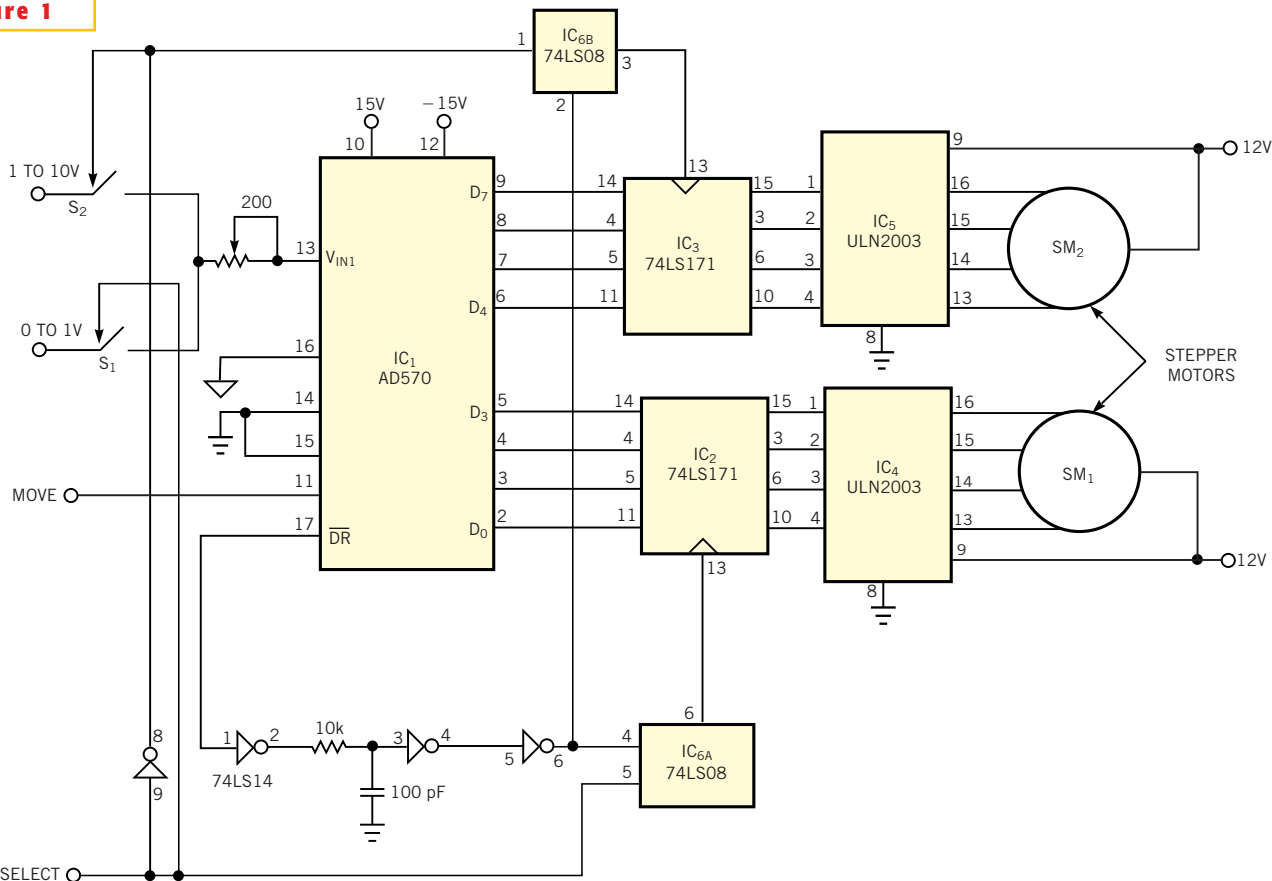 ure 1
1
IC6B
74LS08
3
2
15V
−15V
10
12
13
1 TO 10V
S2
200
13
VIN1
0 TO 1V
S1
16
14
15
MOVE
11
17
DR
IC1
AD570
D7
9
8
7
D4
6
D3
5
4
3
D0
2
14
4
5
11
IC3
74LS171
15
3
6
10
1
2
3
4
IC5
ULN2003
9
16
15
14
13
8
SM2
12V
STEPPER
MOTORS
14
4
5
11
IC2
74LS171
13
15
3
6
10
1
2
3
4
IC4
ULN2003
16
15
14
13
9
8
SM1
12V
8
9
1
2
74LS14
10k
100 pF
3
4
5
6
4
5
6
IC6A
74LS08
SELECT